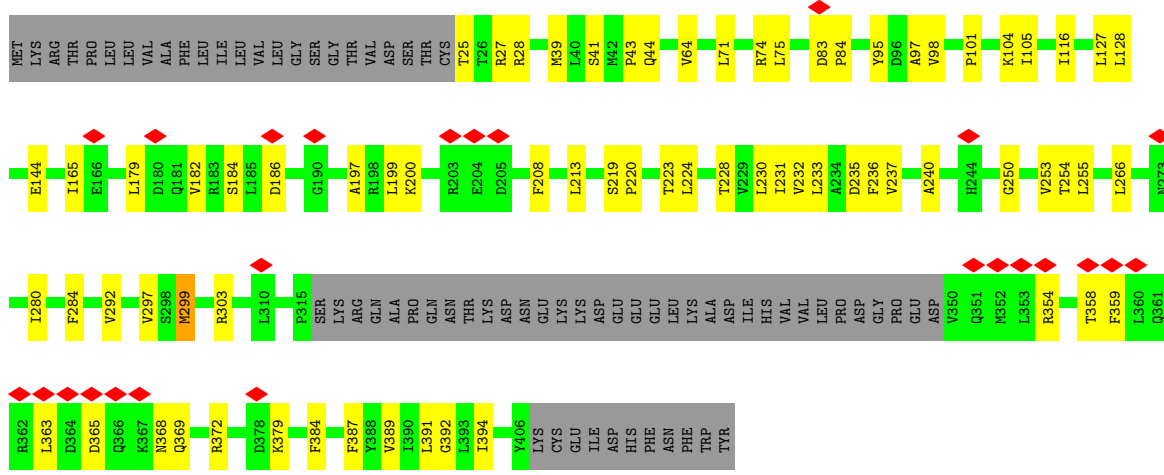 MET LYS ARG THR PRO LEU LEU VAL ALA PHE LEU ILE LEU VAL LEU GLY SER GLY THR VAL ASP SER THR CYS T25 T26 R27 R28 M39 L40 S41 M42 P43 Q44 V64 L71 R74 L75 D83 P84 Y95 D96 A97 V98 P101 K104 I105 I116 L127 L128
E144 I165 E166 L179 D180 Q181 V182 R183 S184 L185 D186 G190 A197 R198 L199 K200 R203 E204 D205 F208 L213 S219 P220 T223 L224 T228 V229 L230 I231 V232 L233 A234 D235 F236 V237 A240 H244 G250 V253 T254 L255 L266 N273
I280 F284 V292 V297 S298 M299 R303 L310 P315 SER LYS ARG GLN ALA PRO GLN ASN THR LYS ASP ASN GLU LYS LYS ASP GLU GLU GLU LEU LYS ALA ASP ILE HIS VAL VAL LEU PRO ASP GLY PRO GLU ASP V350 Q351 M352 L353 R354 T358 F359 L360 Q361
R362 L363 D364 D365 Q366 K367 N368 Q369 R372 D378 K379 F384 F387 Y388 V389 I390 L391 G392 L393 I394 Y406 LYS CYS GLU ILE ASP HIS PHE ASN PHE TRP TYR